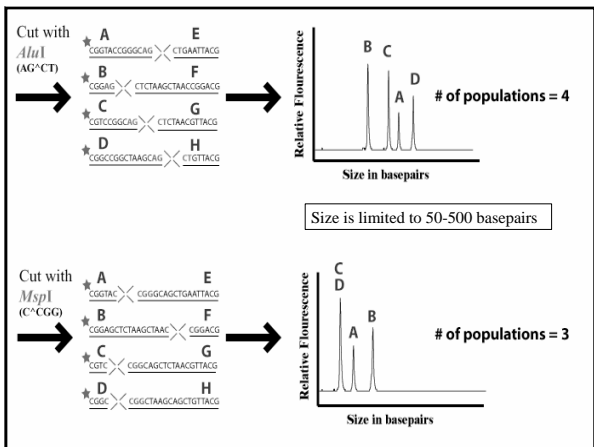 Cut with
AluI
(AG^CT)
A E
CGGTACCGGGCAG CTGAATTACG
B F
CGGAG CTCTAAGCTAACCGGACG
C G
CGTCCGGCAG CTCTAACGTTACG
D H
CGGCCGGCTAAGCAG CTGTTACG
Relative Flourescence
B C A D
Size in basepairs
# of populations = 4
Size is limited to 50-500 basepairs
Cut with
MspI
(C^CGG)
A E
CGGTAC CGGGCAGCTGAATTACG
B F
CGGAGCTCTAAGCTAAC CGGACG
C G
CGTC CGGCAGCTCTAACGTTACG
D H
CGGC CGGCTAAGCAGCTGTTACG
Relative Flourescence
C
D A B
Size in basepairs
# of populations = 3